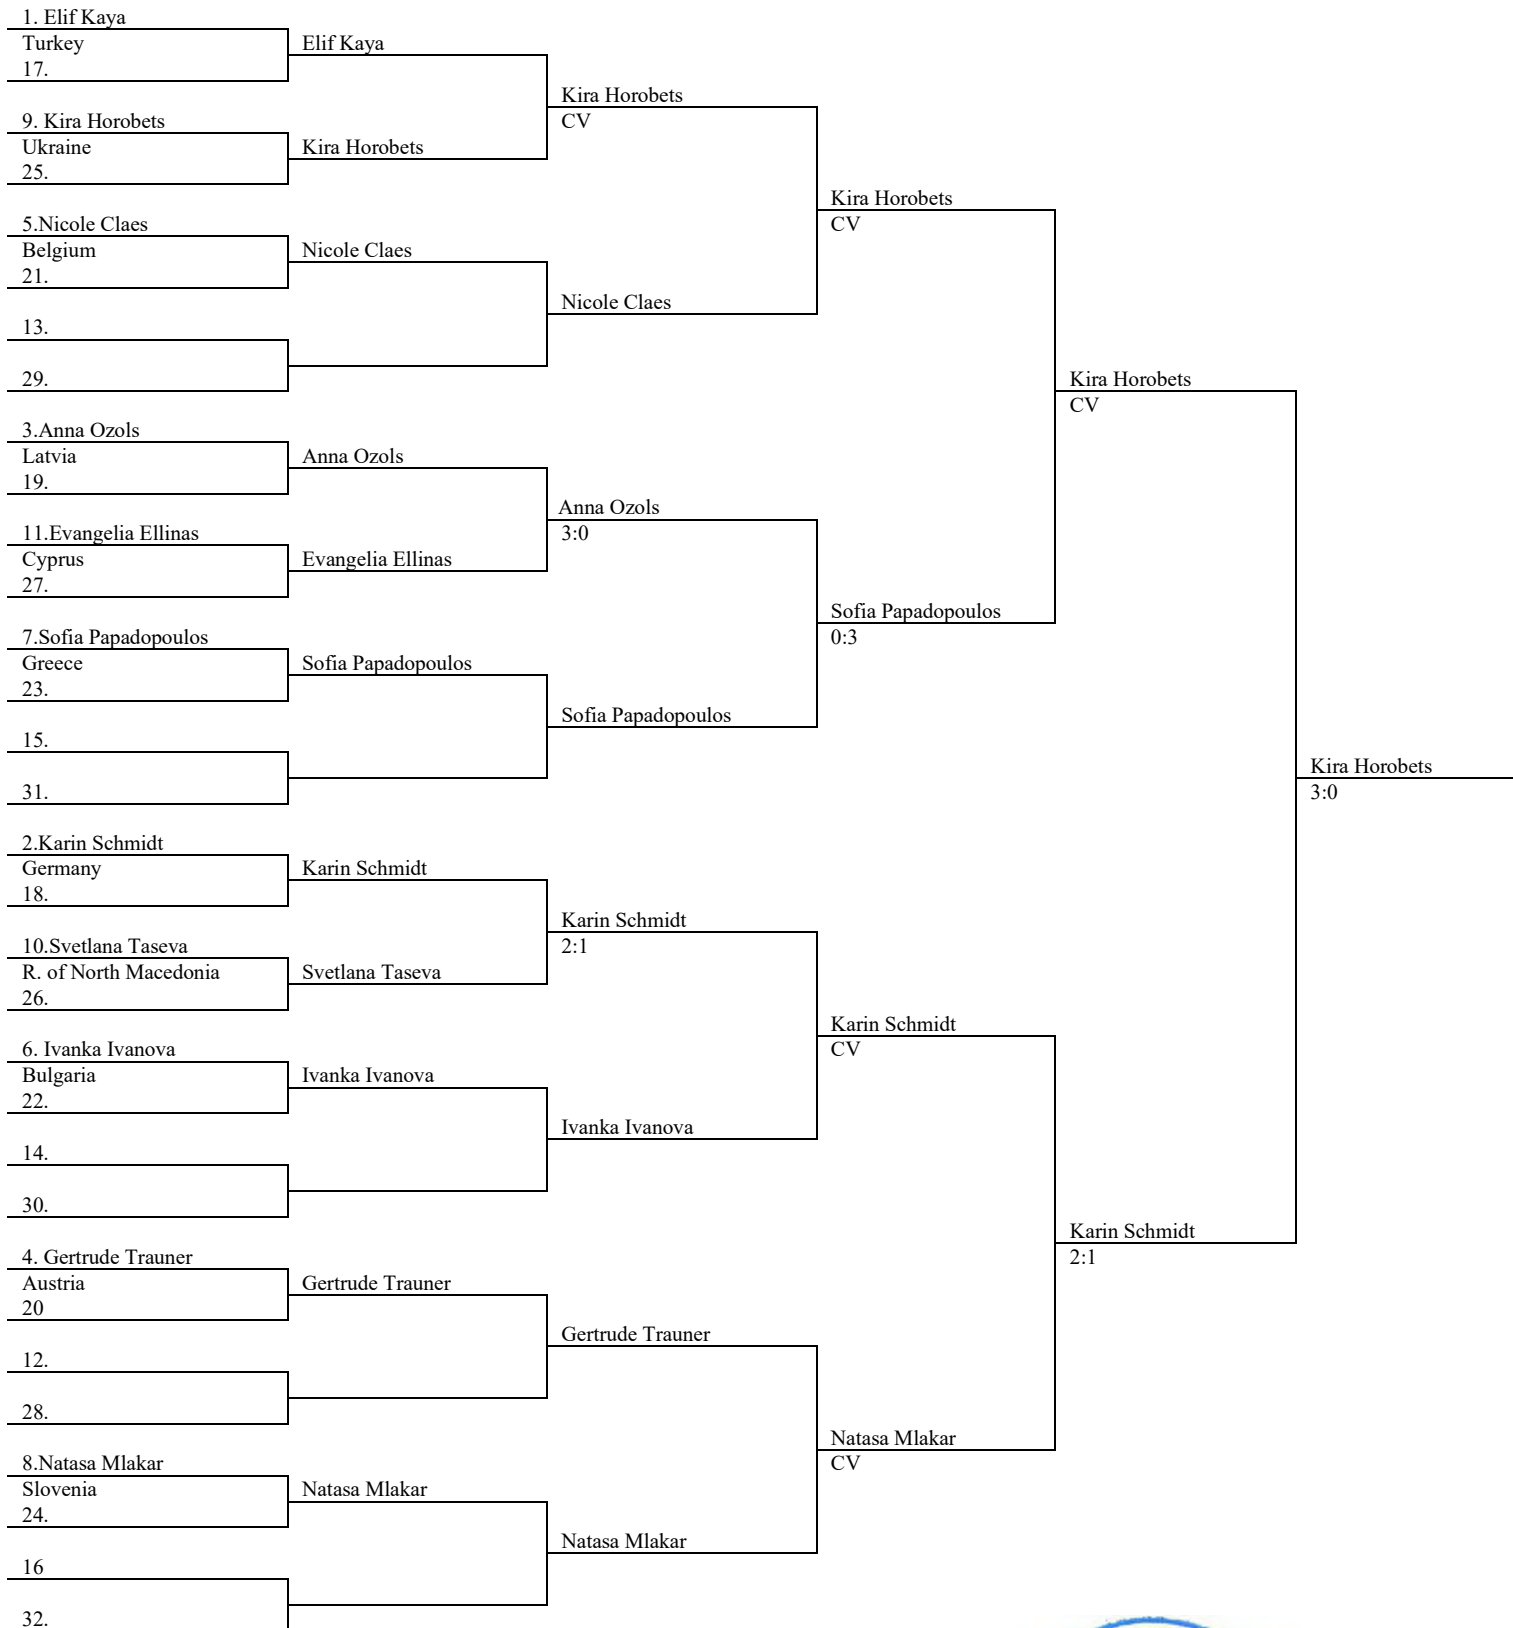 1. Elif Kaya
Turkey
17.
9. Kira Horobets
Ukraine
25.
5.Nicole Claes
Belgium
21.
13.
29.
3.Anna Ozols
Latvia
19.
11.Evangelia Ellinas
Cyprus
27.
7.Sofia Papadopoulos
Greece
23.
15.
31.
2.Karin Schmidt
Germany
18.
10.Svetlana Taseva
R. of North Macedonia
26.
6. Ivanka Ivanova
Bulgaria
22.
14.
30.
4. Gertrude Trauner
Austria
20
12.
28.
8.Natasa Mlakar
Slovenia
24.
16
32.
Elif Kaya
Kira Horobets
Nicole Claes
Anna Ozols
Evangelia Ellinas
Sofia Papadopoulos
Karin Schmidt
Svetlana Taseva
Ivanka Ivanova
Gertrude Trauner
Natasa Mlakar
Kira Horobets
CV
Nicole Claes
Anna Ozols
3:0
Sofia Papadopoulos
Karin Schmidt
2:1
Ivanka Ivanova
Gertrude Trauner
Natasa Mlakar
Kira Horobets
CV
Sofia Papadopoulos
0:3
Karin Schmidt
CV
Natasa Mlakar
CV
Kira Horobets
CV
Karin Schmidt
2:1
Kira Horobets
3:0